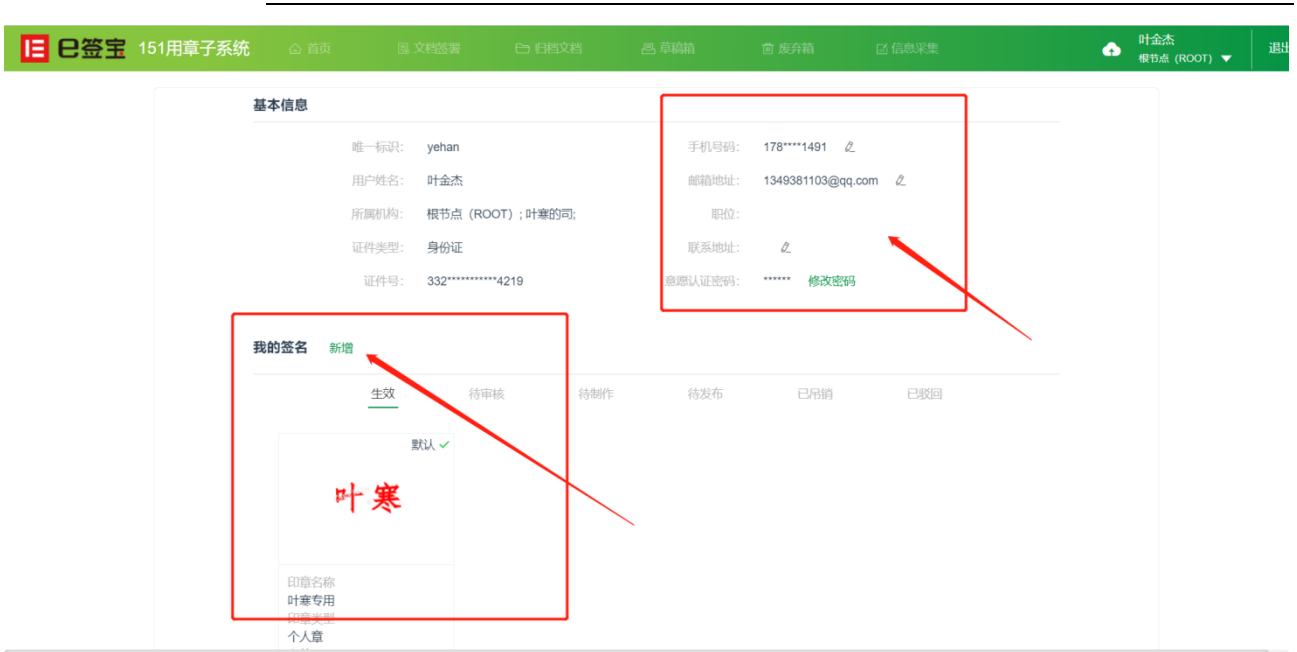 E 巳签宝 151用章子系统 首页 文档签署 归档文档 草稿箱 废弃箱 信息采集 叶金杰 退出
根节点（ROOT）
基本信息
唯一标识: yehan 手机号码: 178****1491
用户姓名: 叶金杰 邮箱地址: 1349381103@qq.com
所属机构: 根节点（ROOT）; 叶寒的司; 职位:
证件类型: 身份证 联系地址:
证件号: 332***********4219 意愿认证密码: ****** 修改密码
我的签名 新增
生效 待审核 待制作 待发布 已吊销 已驳回
默认
叶寒
印章名称
叶寒专用
印章类型
个人章